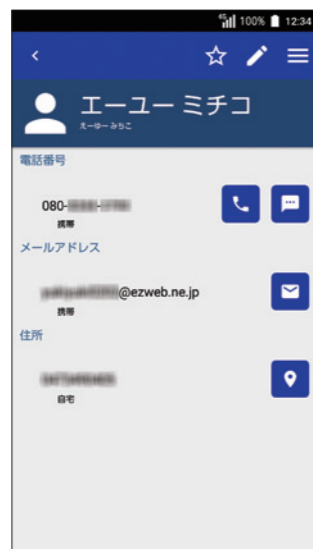 4G 100% 12:34
エーユー ミチコ
えーゆー みちこ
電話番号
080-
携帯
メールアドレス
@ezweb.ne.jp
携帯
住所
自宅